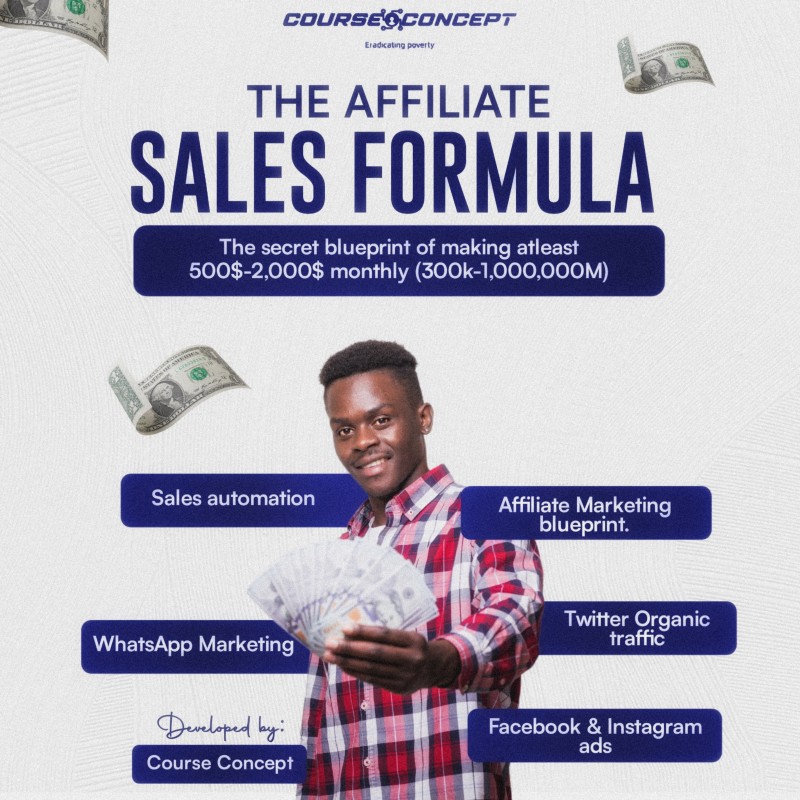 COURSE CONCEPT
Eradicating poverty
THE AFFILIATE
SALES FORMULA
The secret blueprint of making atleast
500$-2,000$ monthly (300k-1,000,000M)
Sales automation
Affiliate Marketing
blueprint.
WhatsApp Marketing
Twitter Organic
traffic
Developed by:
Course Concept
Facebook & Instagram
ads